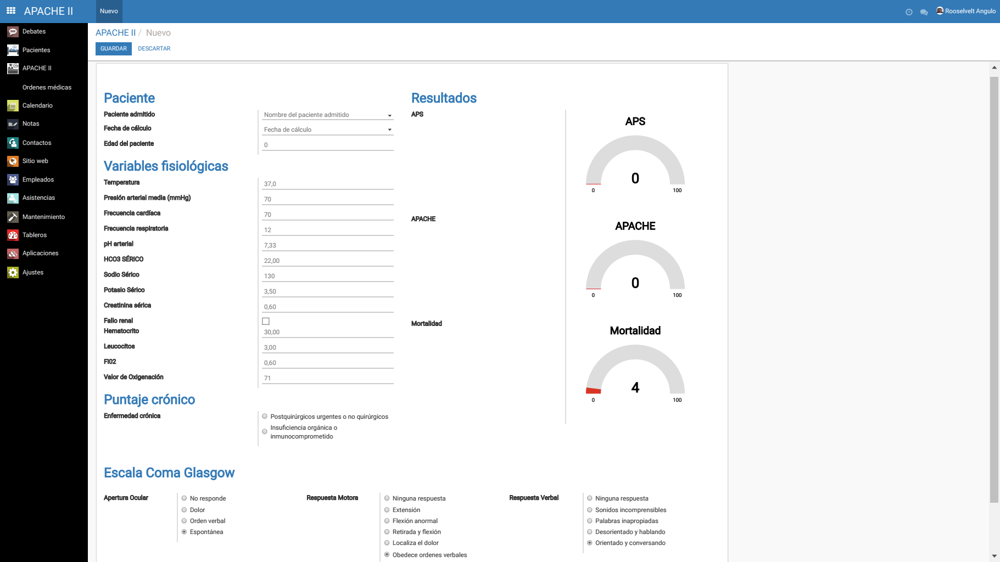 APACHE II
Nuevo
Rooselvelt Angulo
Debates
Pacientes
APACHE II
Ordenes médicas
Calendario
Notas
Contactos
Sitio web
Empleados
Asistencias
Mantenimiento
Tableros
Aplicaciones
Ajustes
APACHE II / Nuevo
GUARDAR DESCARTAR
Paciente
Paciente admitido Nombre del paciente admitido
Fecha de cálculo Fecha de cálculo
Edad del paciente 0
Variables fisiológicas
Temperatura 37,0
Presión arterial media (mmHg) 70
Frecuencia cardíaca 70
Frecuencia respiratoria 12
pH arterial 7,33
HCO3 SÉRICO 22,00
Sodio Sérico 130
Potasio Sérico 3,50
Creatinina sérica 0,60
Fallo renal
Hematocrito 30,00
Leucocitos 3,00
FI02 0,60
Valor de Oxigenación 71
Puntaje crónico
Enfermedad crónica
Postquirúrgicos urgentes o no quirúrgicos
Insuficiencia orgánica o
inmunocomprometido
Resultados
APS
APS
0
0 100
APACHE
APACHE
0
0 100
Mortalidad
Mortalidad
4
0 100
Escala Coma Glasgow
Apertura Ocular
No responde
Dolor
Orden verbal
Espontánea
Respuesta Motora
Ninguna respuesta
Extensión
Flexión anormal
Retirada y flexión
Localiza el dolor
Obedece ordenes verbales
Respuesta Verbal
Ninguna respuesta
Sonidos incomprensibles
Palabras inapropiadas
Desorientado y hablando
Orientado y conversando